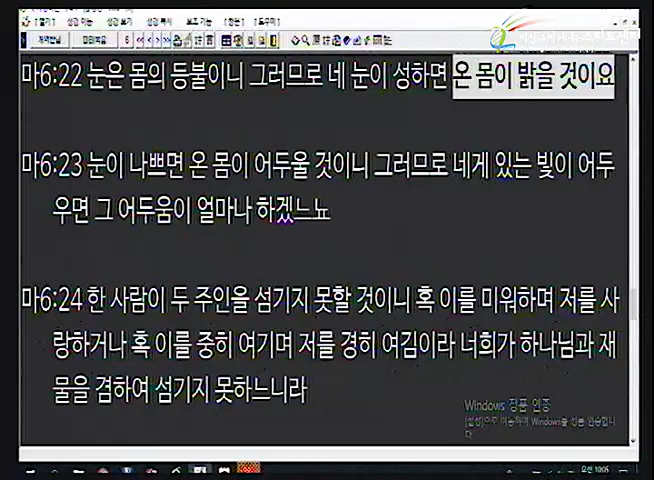 마6:22 눈은 몸의 등불이니 그러므로 네 눈이 성하면 온 몸이 밝을 것이요
마6:23 눈이 나쁘면 온 몸이 어두울 것이니 그러므로 네게 있는 빛이 어두
우면 그 어두움이 얼마나 하겠느뇨
마6:24 한 사람이 두 주인을 섬기지 못할 것이니 혹 이를 미워하며 저를 사
랑하거나 혹 이를 중히 여기며 저를 경히 여김이라 너희가 하나님과 재
물을 겸하여 섬기지 못하느니라
Windows 정품 인증